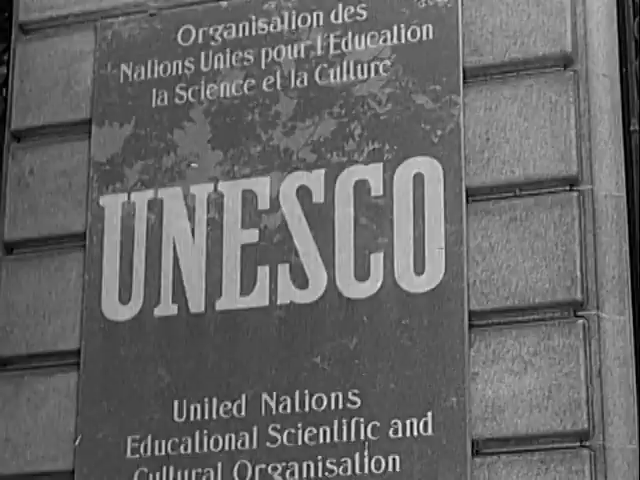 Organisation des
Nations Unies pour l'Education
la Science et la Culture
UNESCO
United Nations
Educational Scientific and
Cultural Organisation